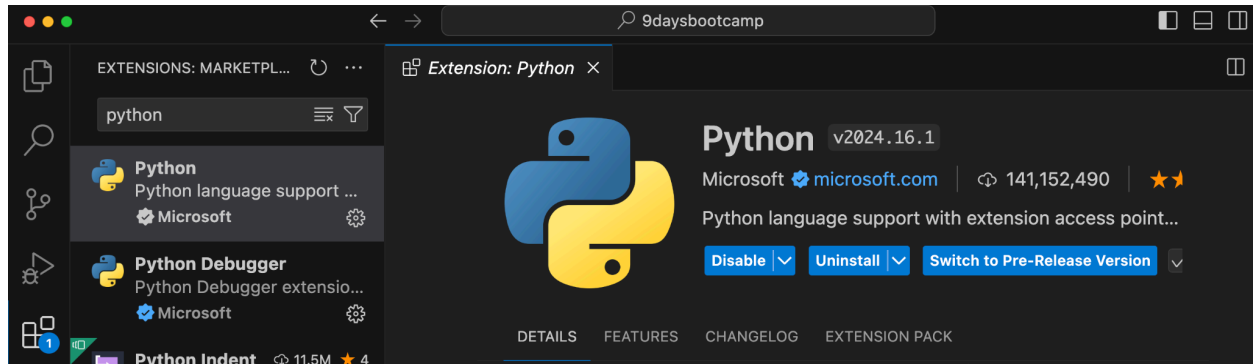 9daysbootcamp
EXTENSIONS: MARKETPL...
python
Python
Python language support ...
Microsoft
Python Debugger
Python Debugger extensio...
Microsoft
1
Python Indent 11.5M ★ 4
Extension: Python
Python v2024.16.1
Microsoft microsoft.com | 141,152,490 |
Python language support with extension access point...
Disable Uninstall Switch to Pre-Release Version
DETAILS FEATURES CHANGELOG EXTENSION PACK